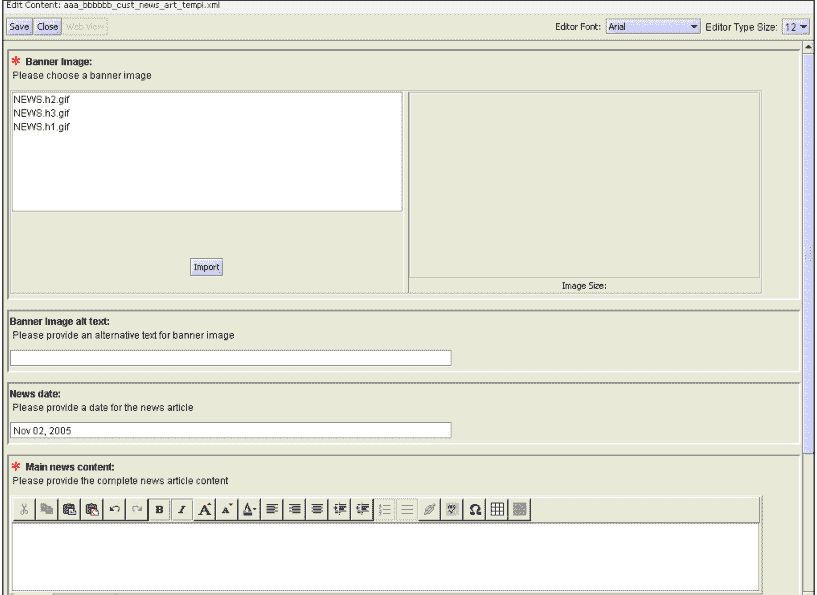 Edit Content: aaa_bbbbbb_cust_news_art_templ.xml
Save Close Web View Editor Font: Arial Editor Type Size: 12
* Banner Image:
Please choose a banner image
NEWS.h2.gif
NEWS.h3.gif
NEWS.h1.gif
Import
Image Size:
Banner Image alt text:
Please provide an alternative text for banner image
News date:
Please provide a date for the news article
Nov 02, 2005
* Main news content:
Please provide the complete news article content
B I A A A Ω